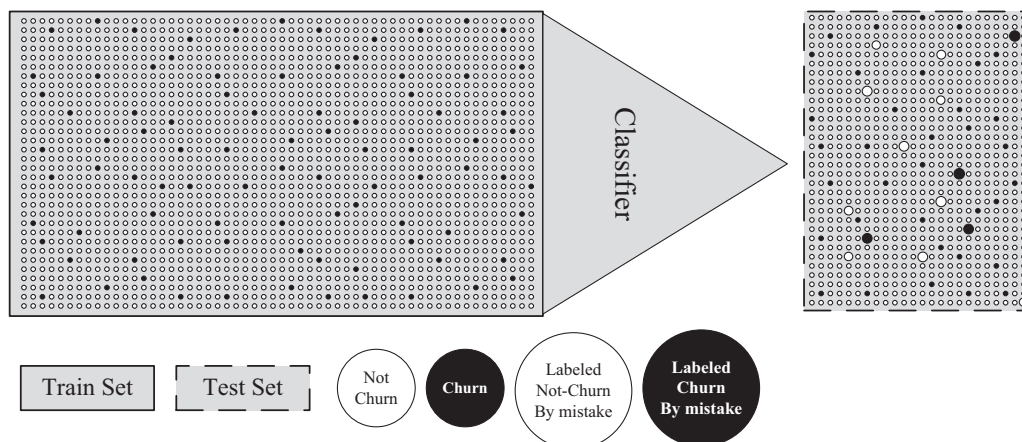 Classifier
Train Set
Test Set
Not
Churn
Churn
Labeled
Not-Churn
By mistake
Labeled
Churn
By mistake